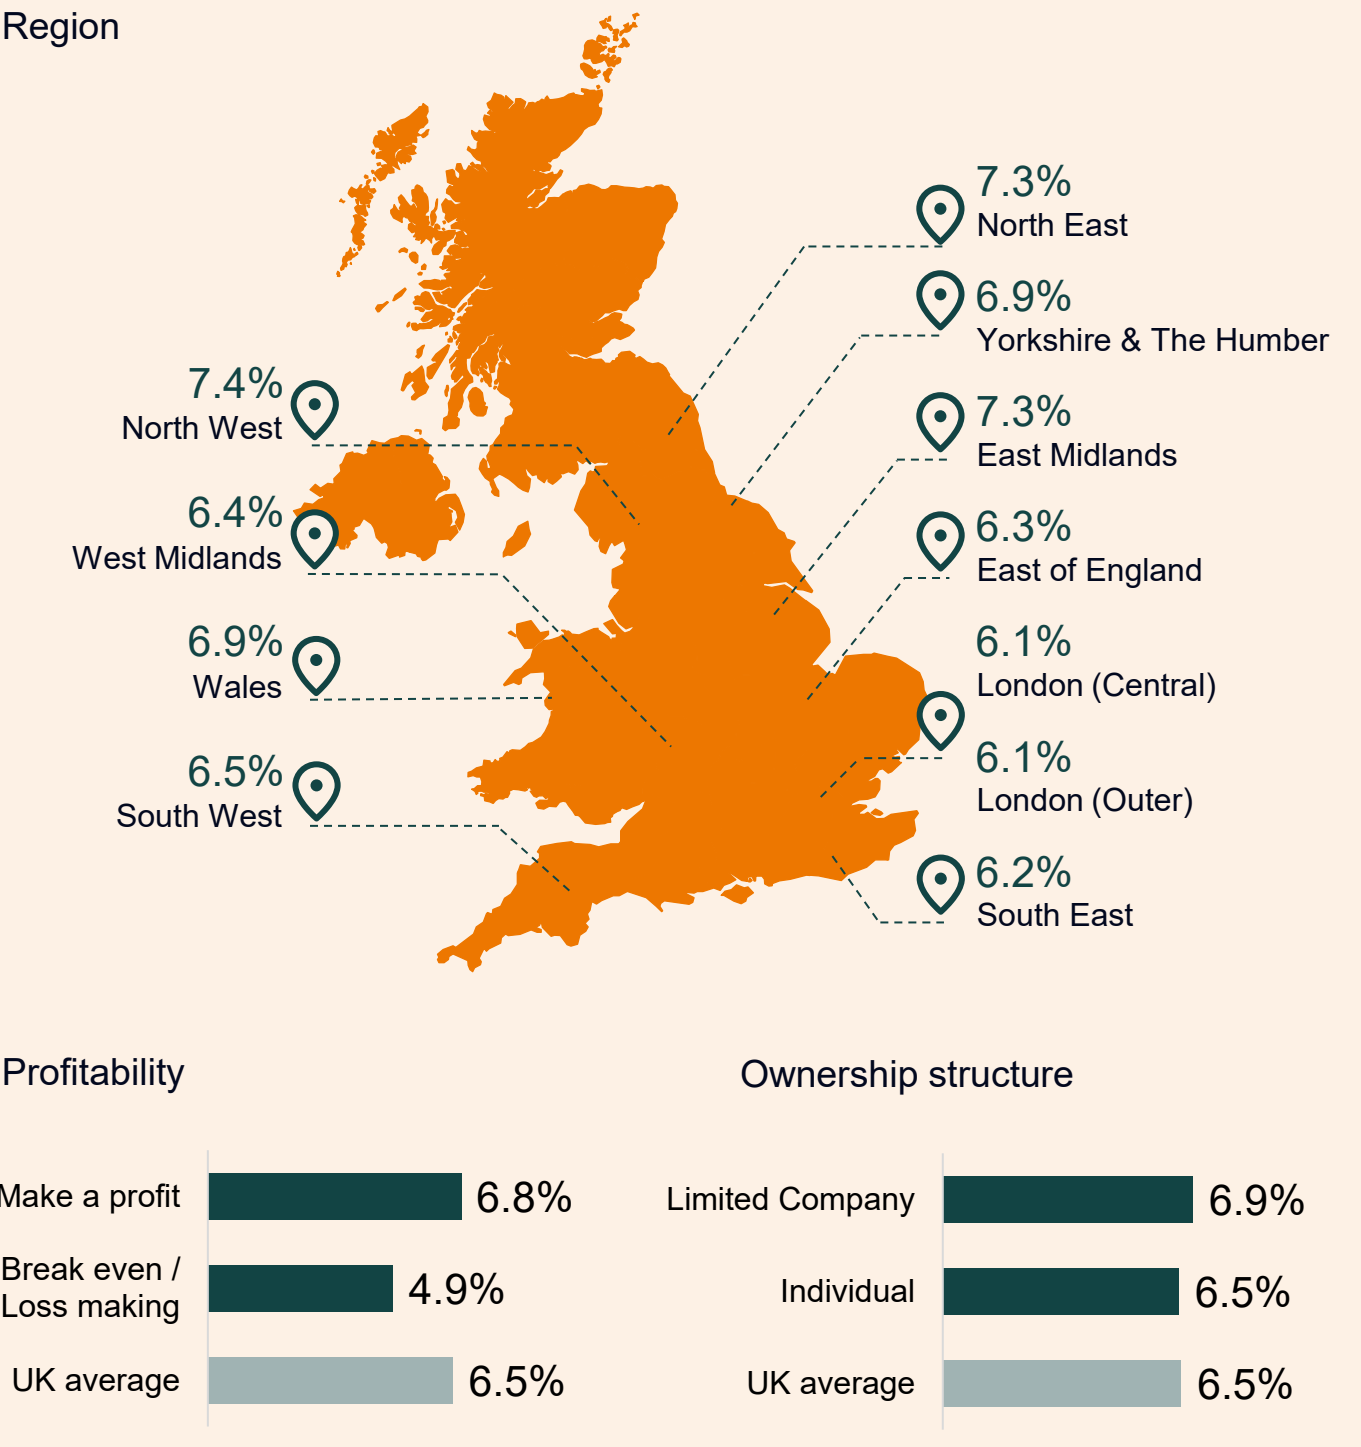 Region
7.3%
North East
6.9%
Yorkshire & The Humber
7.4%
North West
7.3%
East Midlands
6.4%
West Midlands
6.3%
East of England
6.9%
Wales
6.1%
London (Central)
6.5%
South West
6.1%
London (Outer)
6.2%
South East
Profitability
Make a profit
6.8%
Break even /
Loss making
4.9%
UK average
6.5%
Ownership structure
Limited Company
6.9%
Individual
6.5%
UK average
6.5%